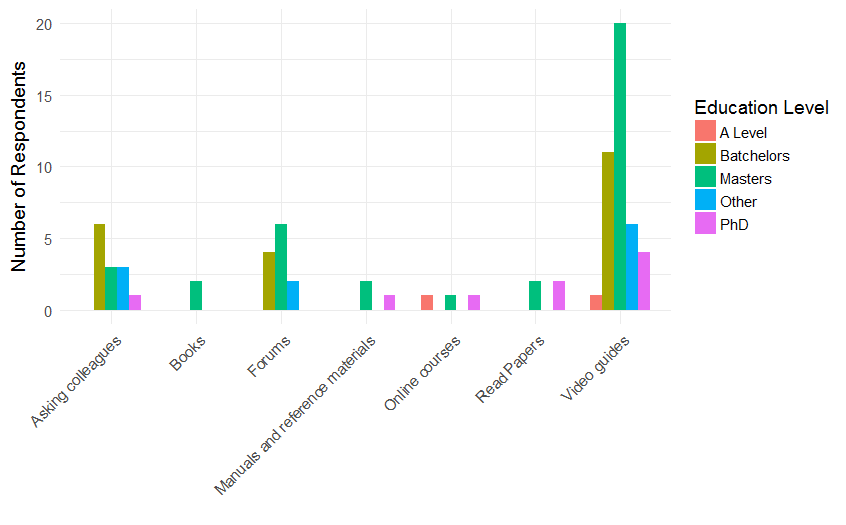 Number of Respondents
20
15
10
5
0
Asking colleagues
Books
Forums
Manuals and reference materials
Online courses
Read Papers
Video guides
Education Level
A Level
Batchelors
Masters
Other
PhD